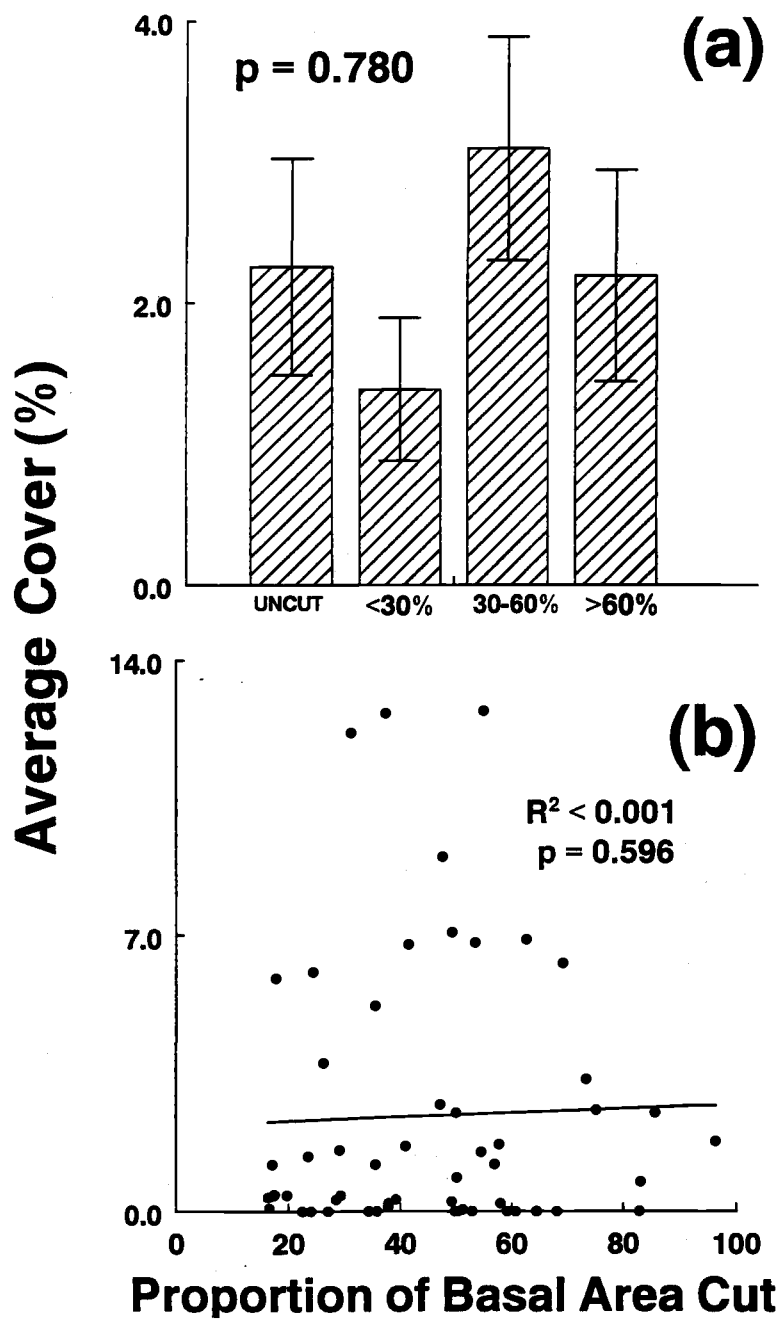 4.0
(a)
p = 0.780
2.0
0.0
UNCUT <30% 30-60% >60%
Average Cover (%)
14.0
(b)
R² < 0.001
p = 0.596
7.0
0.0
0 20 40 60 80 100
Proportion of Basal Area Cut